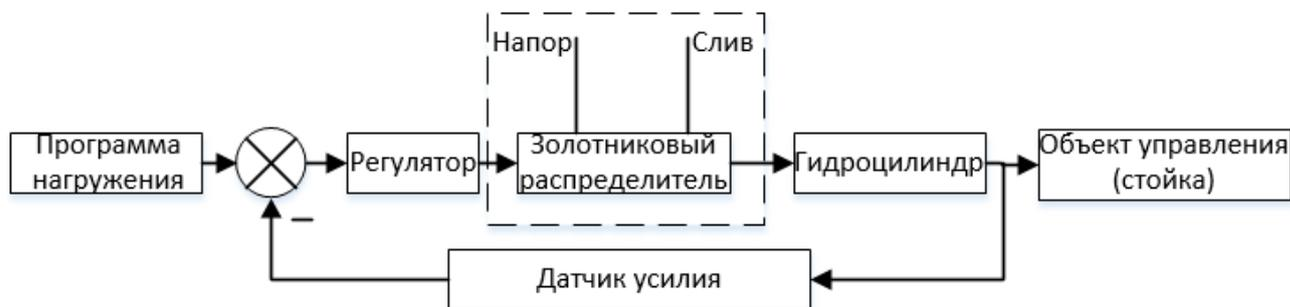 Напор
Слив
Программа
нагружения
Регулятор
Золотниковый
распределитель
Гидроцилиндр
Объект управления
(стойка)
–
Датчик усилия